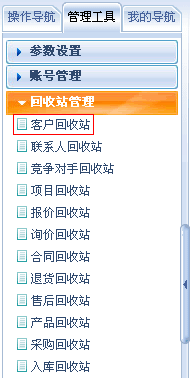 操作导航 管理工具 我的导航
参数设置
账号管理
回收站管理
客户回收站
联系人回收站
竞争对手回收站
项目回收站
报价回收站
询价回收站
合同回收站
退货回收站
售后回收站
产品回收站
采购回收站
入库回收站